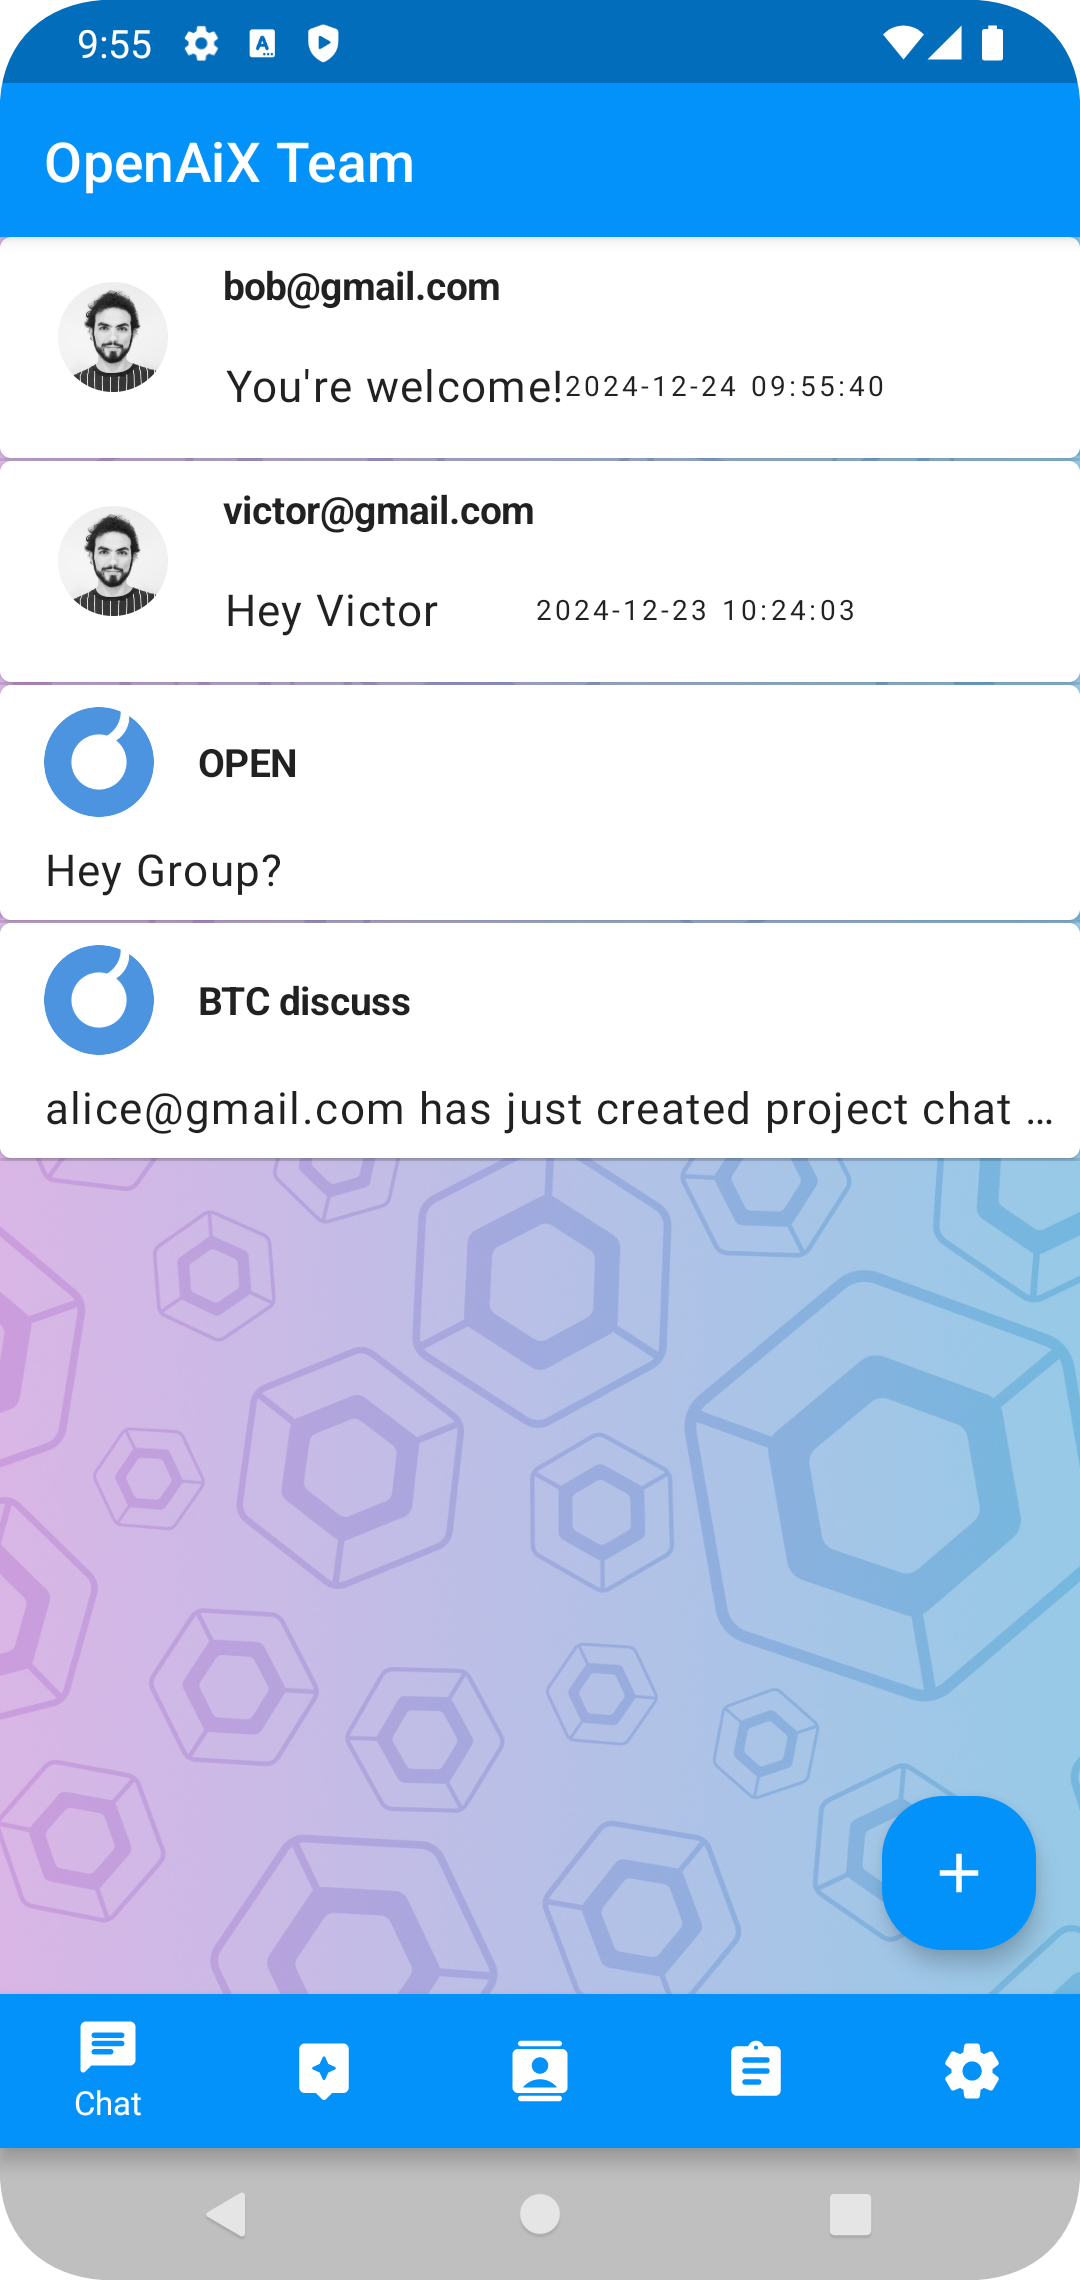 9:55
OpenAiX Team
bob@gmail.com
You're welcome!2024-12-24 09:55:40
victor@gmail.com
Hey Victor 2024-12-23 10:24:03
OPEN
Hey Group?
BTC discuss
alice@gmail.com has just created project chat ...
Chat